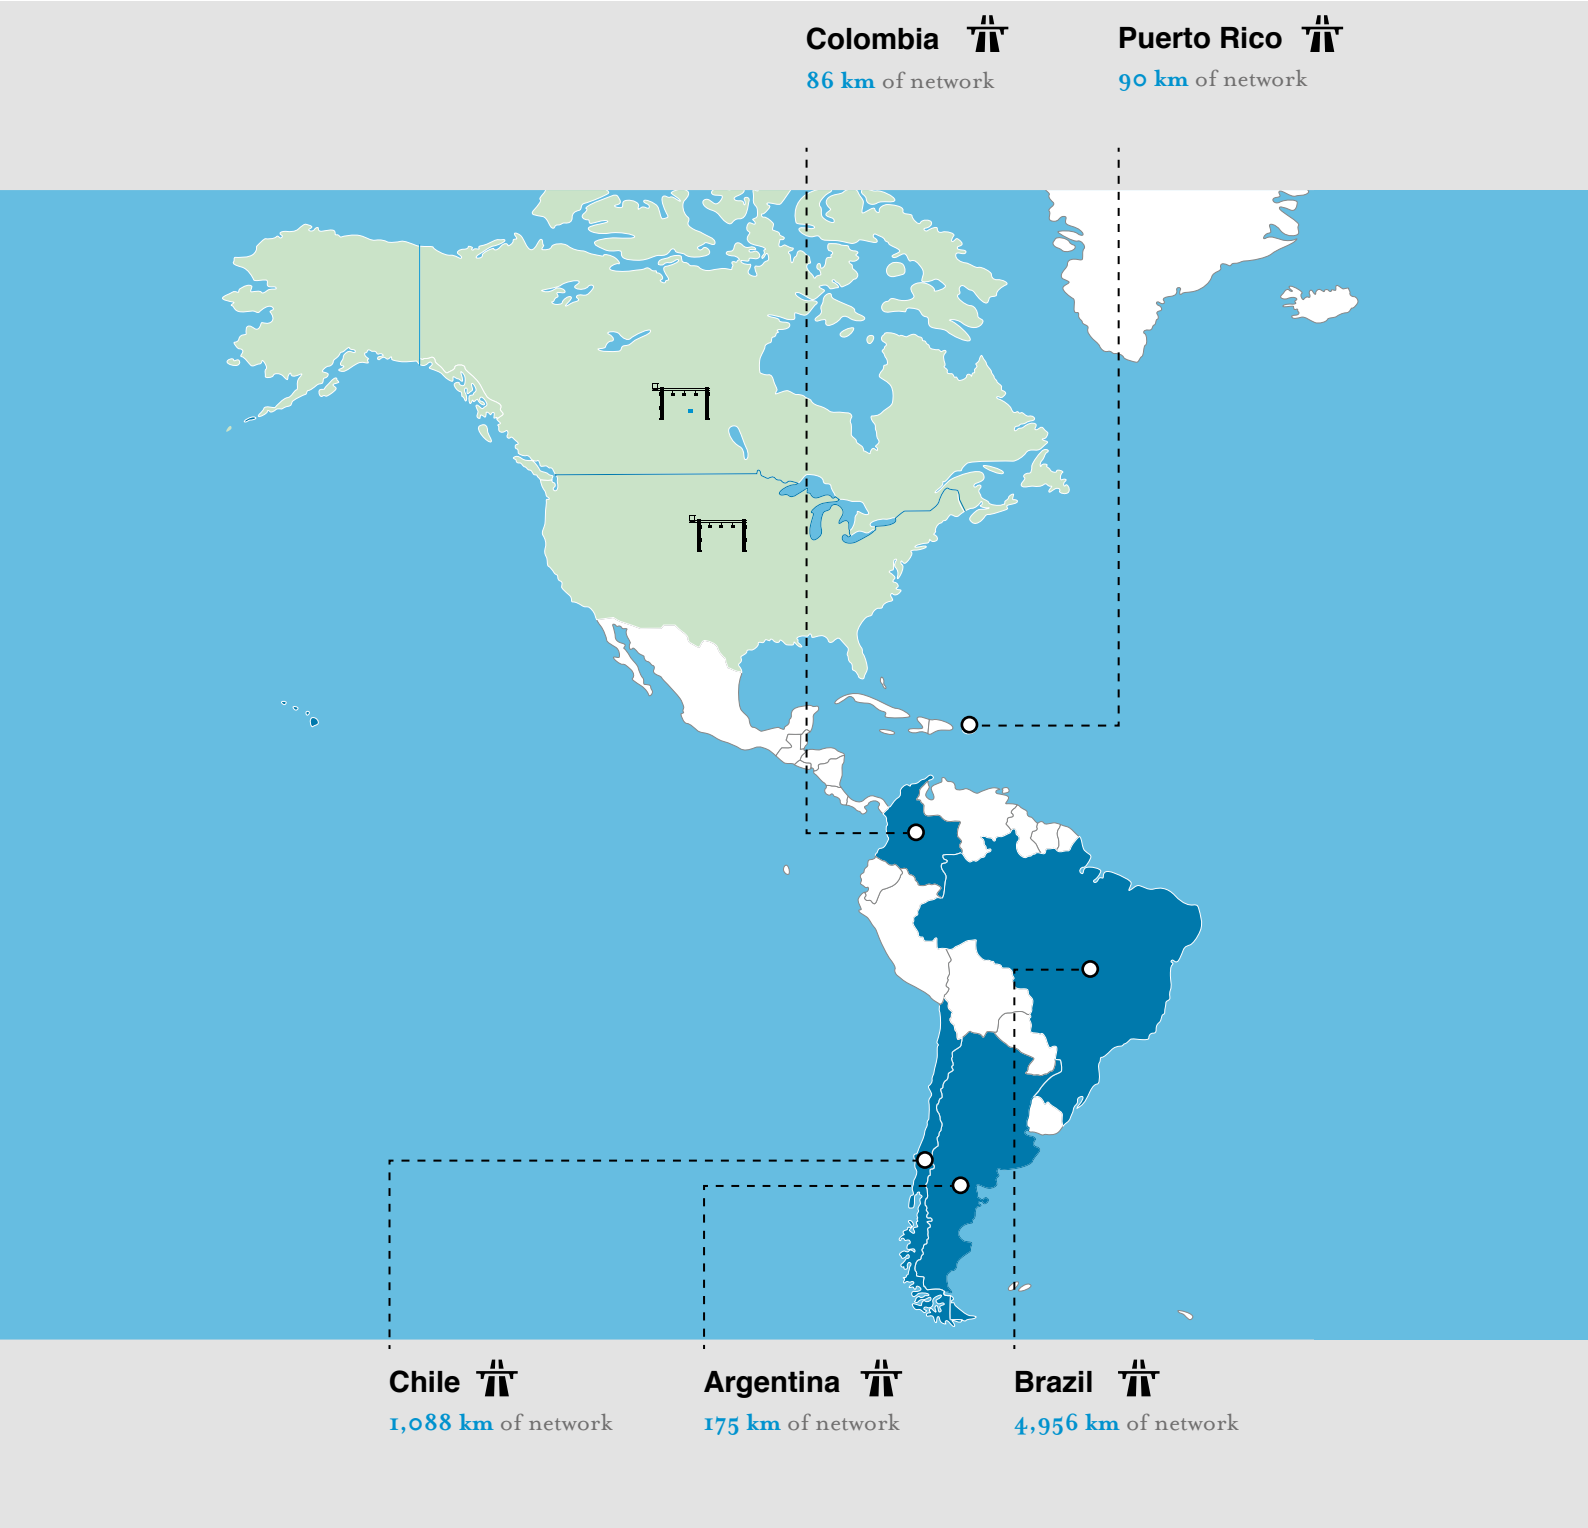 Colombia
86 km of network
Puerto Rico
90 km of network
Chile
1,088 km of network
Argentina
175 km of network
Brazil
4,956 km of network